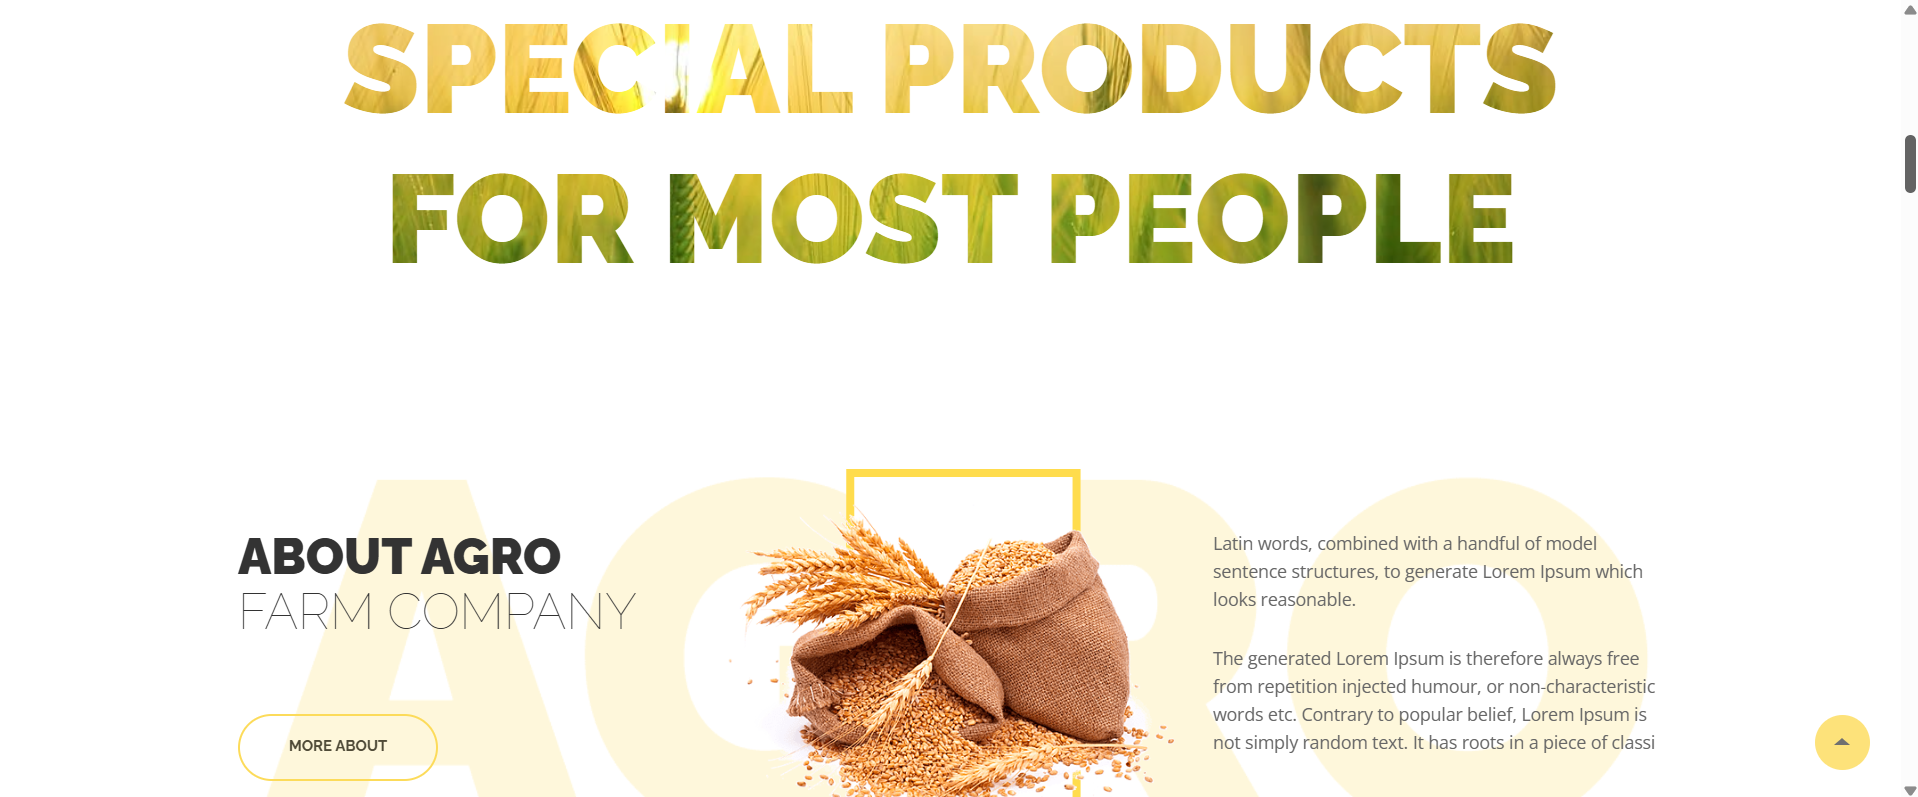 SPECIAL PRODUCTS
FOR MOST PEOPLE
AGRO
ABOUT AGRO
FARM COMPANY
MORE ABOUT
Latin words, combined with a handful of model
sentence structures, to generate Lorem Ipsum which
looks reasonable.
The generated Lorem Ipsum is therefore always free
from repetition injected humour, or non-characteristic
words etc. Contrary to popular belief, Lorem Ipsum is
not simply random text. It has roots in a piece of classi